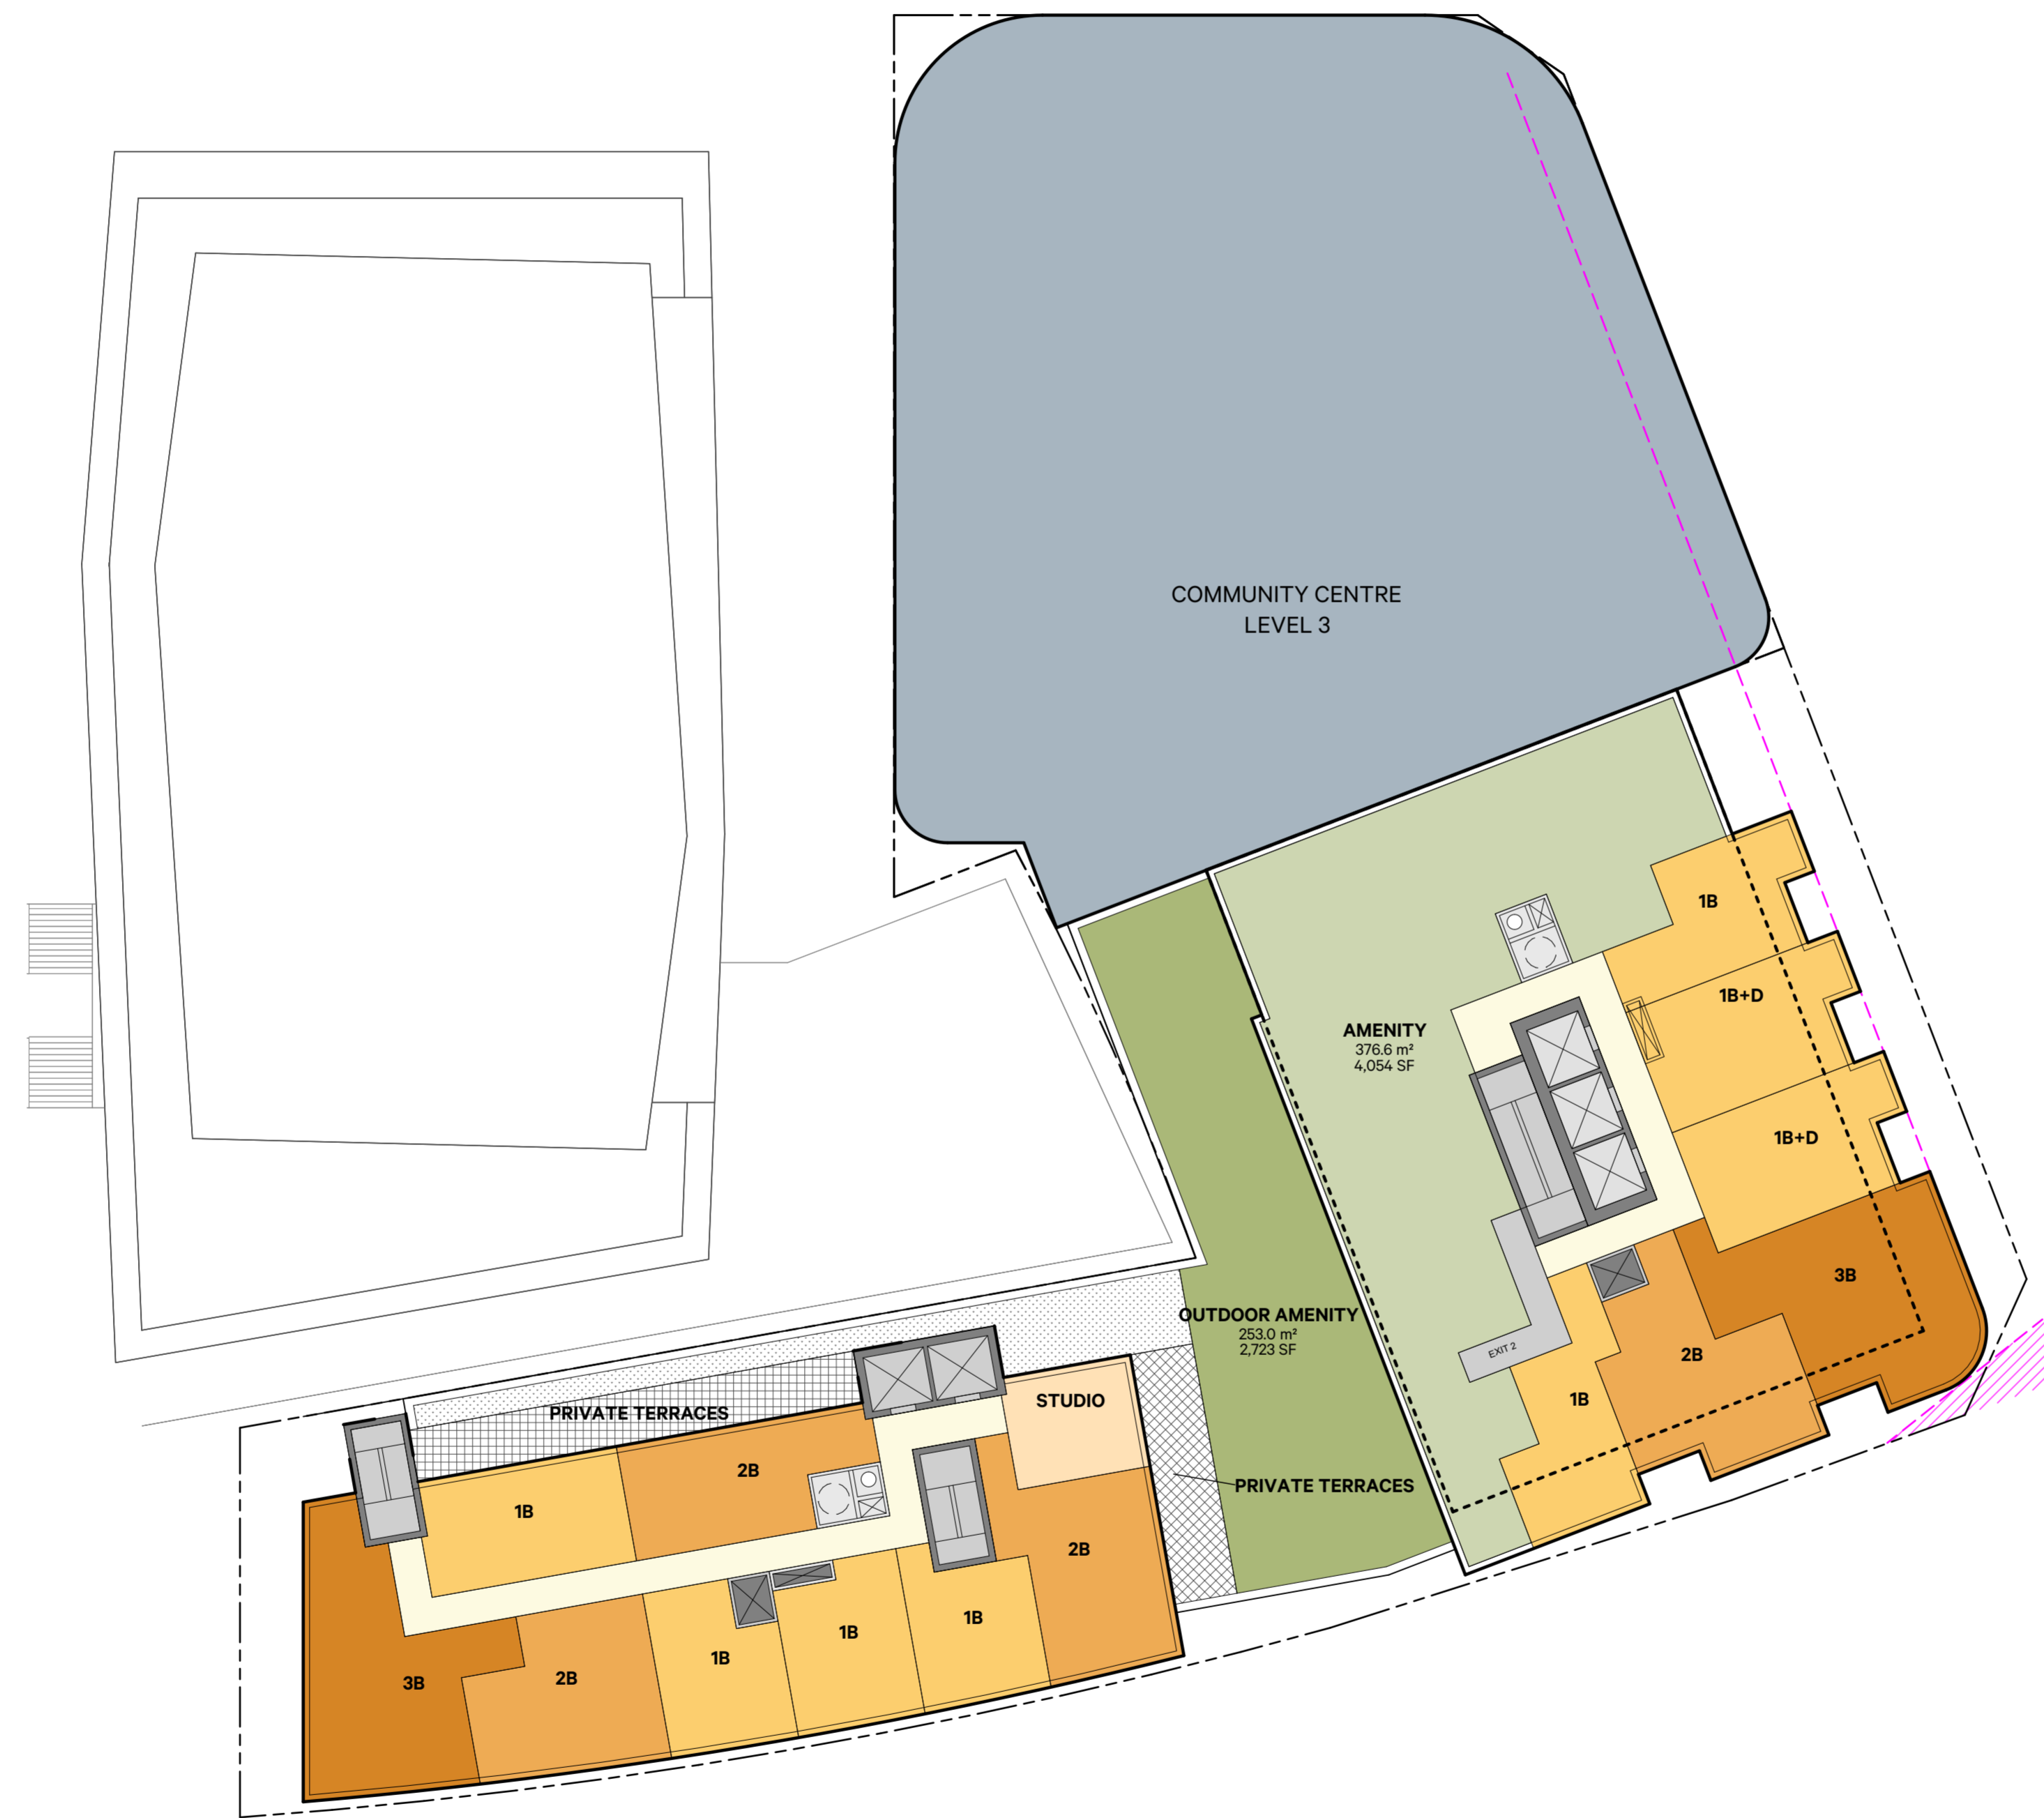 COMMUNITY CENTRE
LEVEL 3
1B
1B+D
AMENITY
376.6 m²
4,054 SF
1B+D
3B
OUTDOOR AMENITY
253.0 m²
2,723 SF
EXIT 2
2B
1B
STUDIO
PRIVATE TERRACES
2B
PRIVATE TERRACES
1B
2B
1B
1B
1B
2B
3B